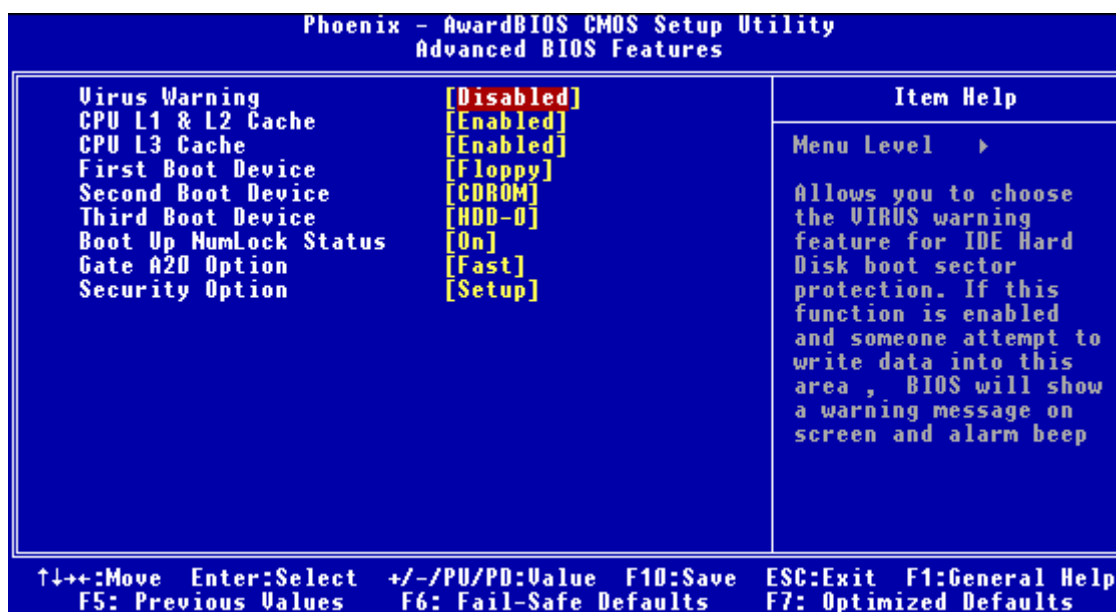 Phoenix - AwardBIOS CMOS Setup Utility
Advanced BIOS Features
Virus Warning [Disabled]
CPU L1 & L2 Cache [Enabled]
CPU L3 Cache [Enabled]
First Boot Device [Floppy]
Second Boot Device [CDROM]
Third Boot Device [HDD-0]
Boot Up NumLock Status [On]
Gate A20 Option [Fast]
Security Option [Setup]
Item Help
Menu Level ▸
Allows you to choose
the VIRUS warning
feature for IDE Hard
Disk boot sector
protection. If this
function is enabled
and someone attempt to
write data into this
area , BIOS will show
a warning message on
screen and alarm beep
↑↓→←:Move Enter:Select +/-/PU/PD:Value F10:Save ESC:Exit F1:General Help
F5: Previous Values F6: Fail-Safe Defaults F7: Optimized Defaults